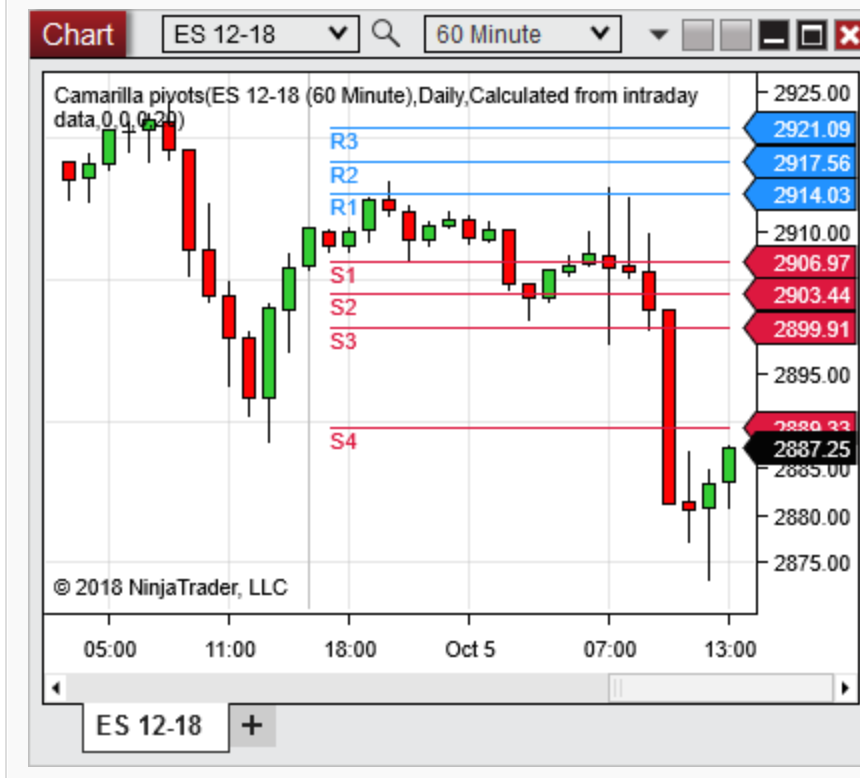 Chart ES 12-18 60 Minute
Camarilla pivots(ES 12-18 (60 Minute),Daily,Calculated from intraday
data,0,0,0,20)
2925.00
R3 2921.09
R2 2917.56
R1 2914.03
2910.00
S1 2906.97
S2 2903.44
S3 2899.91
2895.00
S4 2889.33
2887.25
2885.00
2880.00
2875.00
© 2018 NinjaTrader, LLC
05:00 11:00 18:00 Oct 5 07:00 13:00
ES 12-18 +